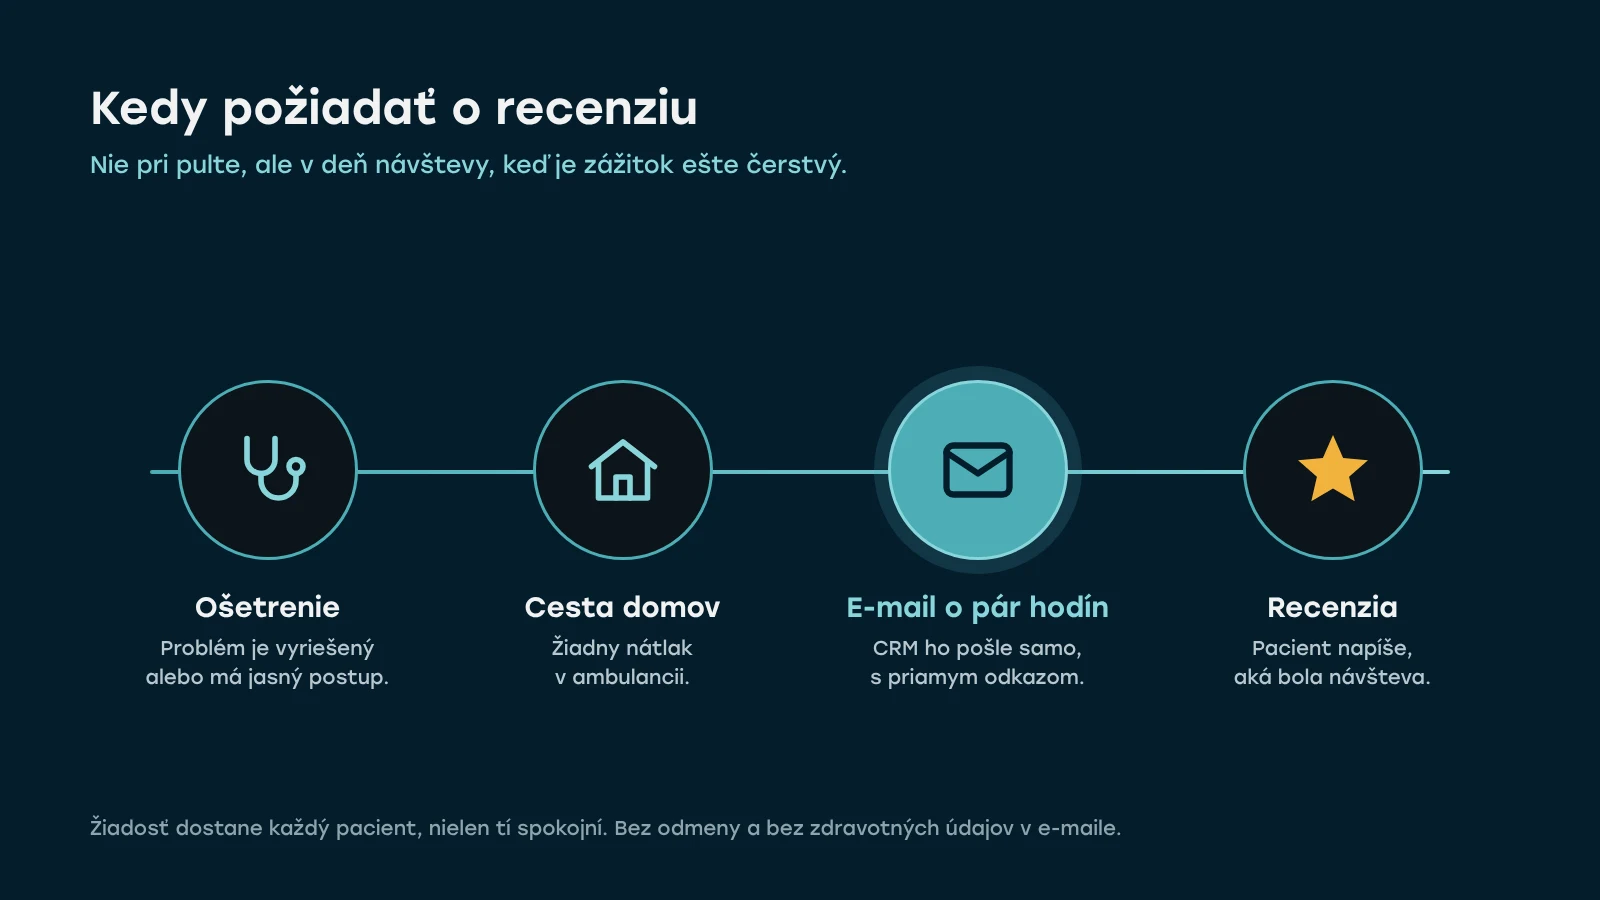 Kedy požiadať o recenziu
Nie pri pulte, ale v deň návštevy, keď je zážitok ešte čerstvý.
Ošetrenie
Problém je vyriešený
alebo má jasný postup.
Cesta domov
Žiadny nátlak
v ambulancii.
E-mail o pár hodín
CRM ho pošle samo,
s priamym odkazom.
Recenzia
Pacient napíše,
aká bola návšteva.
Žiadosť dostane každý pacient, nielen tí spokojní. Bez odmeny a bez zdravotných údajov v e-maile.